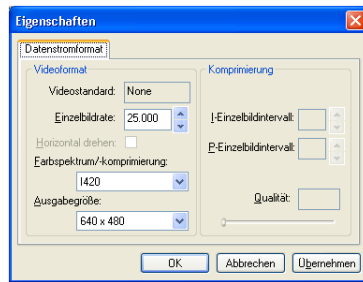 Eigenschaften
Datenstromformat
Videoformat
Videostandard: None
Einzelbildrate: 25.000
Horizontal drehen:
Farbspektrum/-komprimierung:
I420
Ausgabegröße:
640 x 480
Komprimierung
I-Einzelbildintervall:
P-Einzelbildintervall:
Qualität:
OK Abbrechen Übernehmen